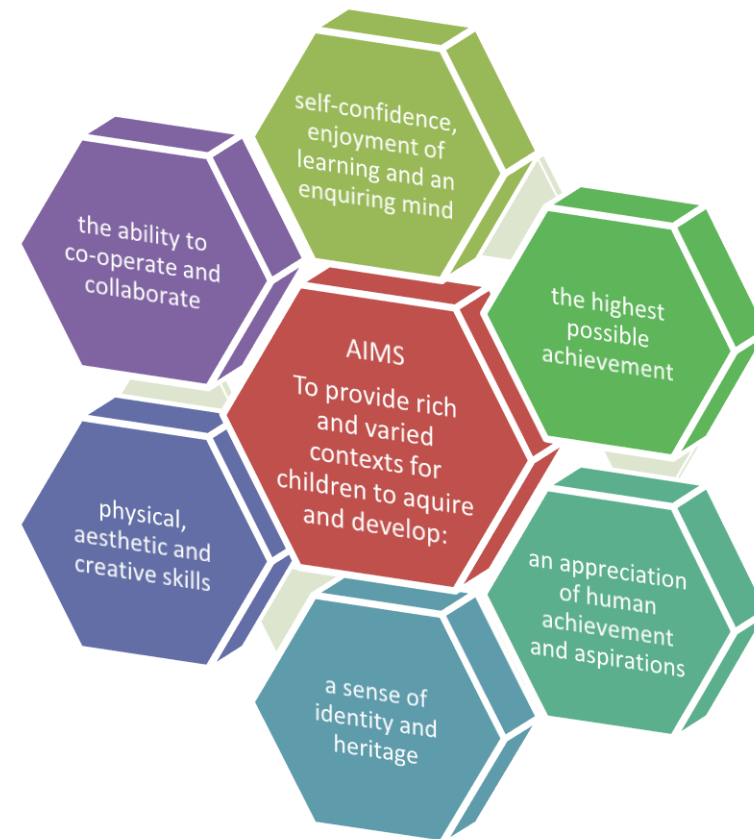 self-confidence,
enjoyment of
learning and an
enquiring mind
the ability to
co-operate and
collaborate
the highest
possible
achievement
AIMS
To provide rich
and varied
contexts for
children to aquire
and develop:
physical,
aesthetic and
creative skills
an appreciation
of human
achievement
and aspirations
a sense of
identity and
heritage